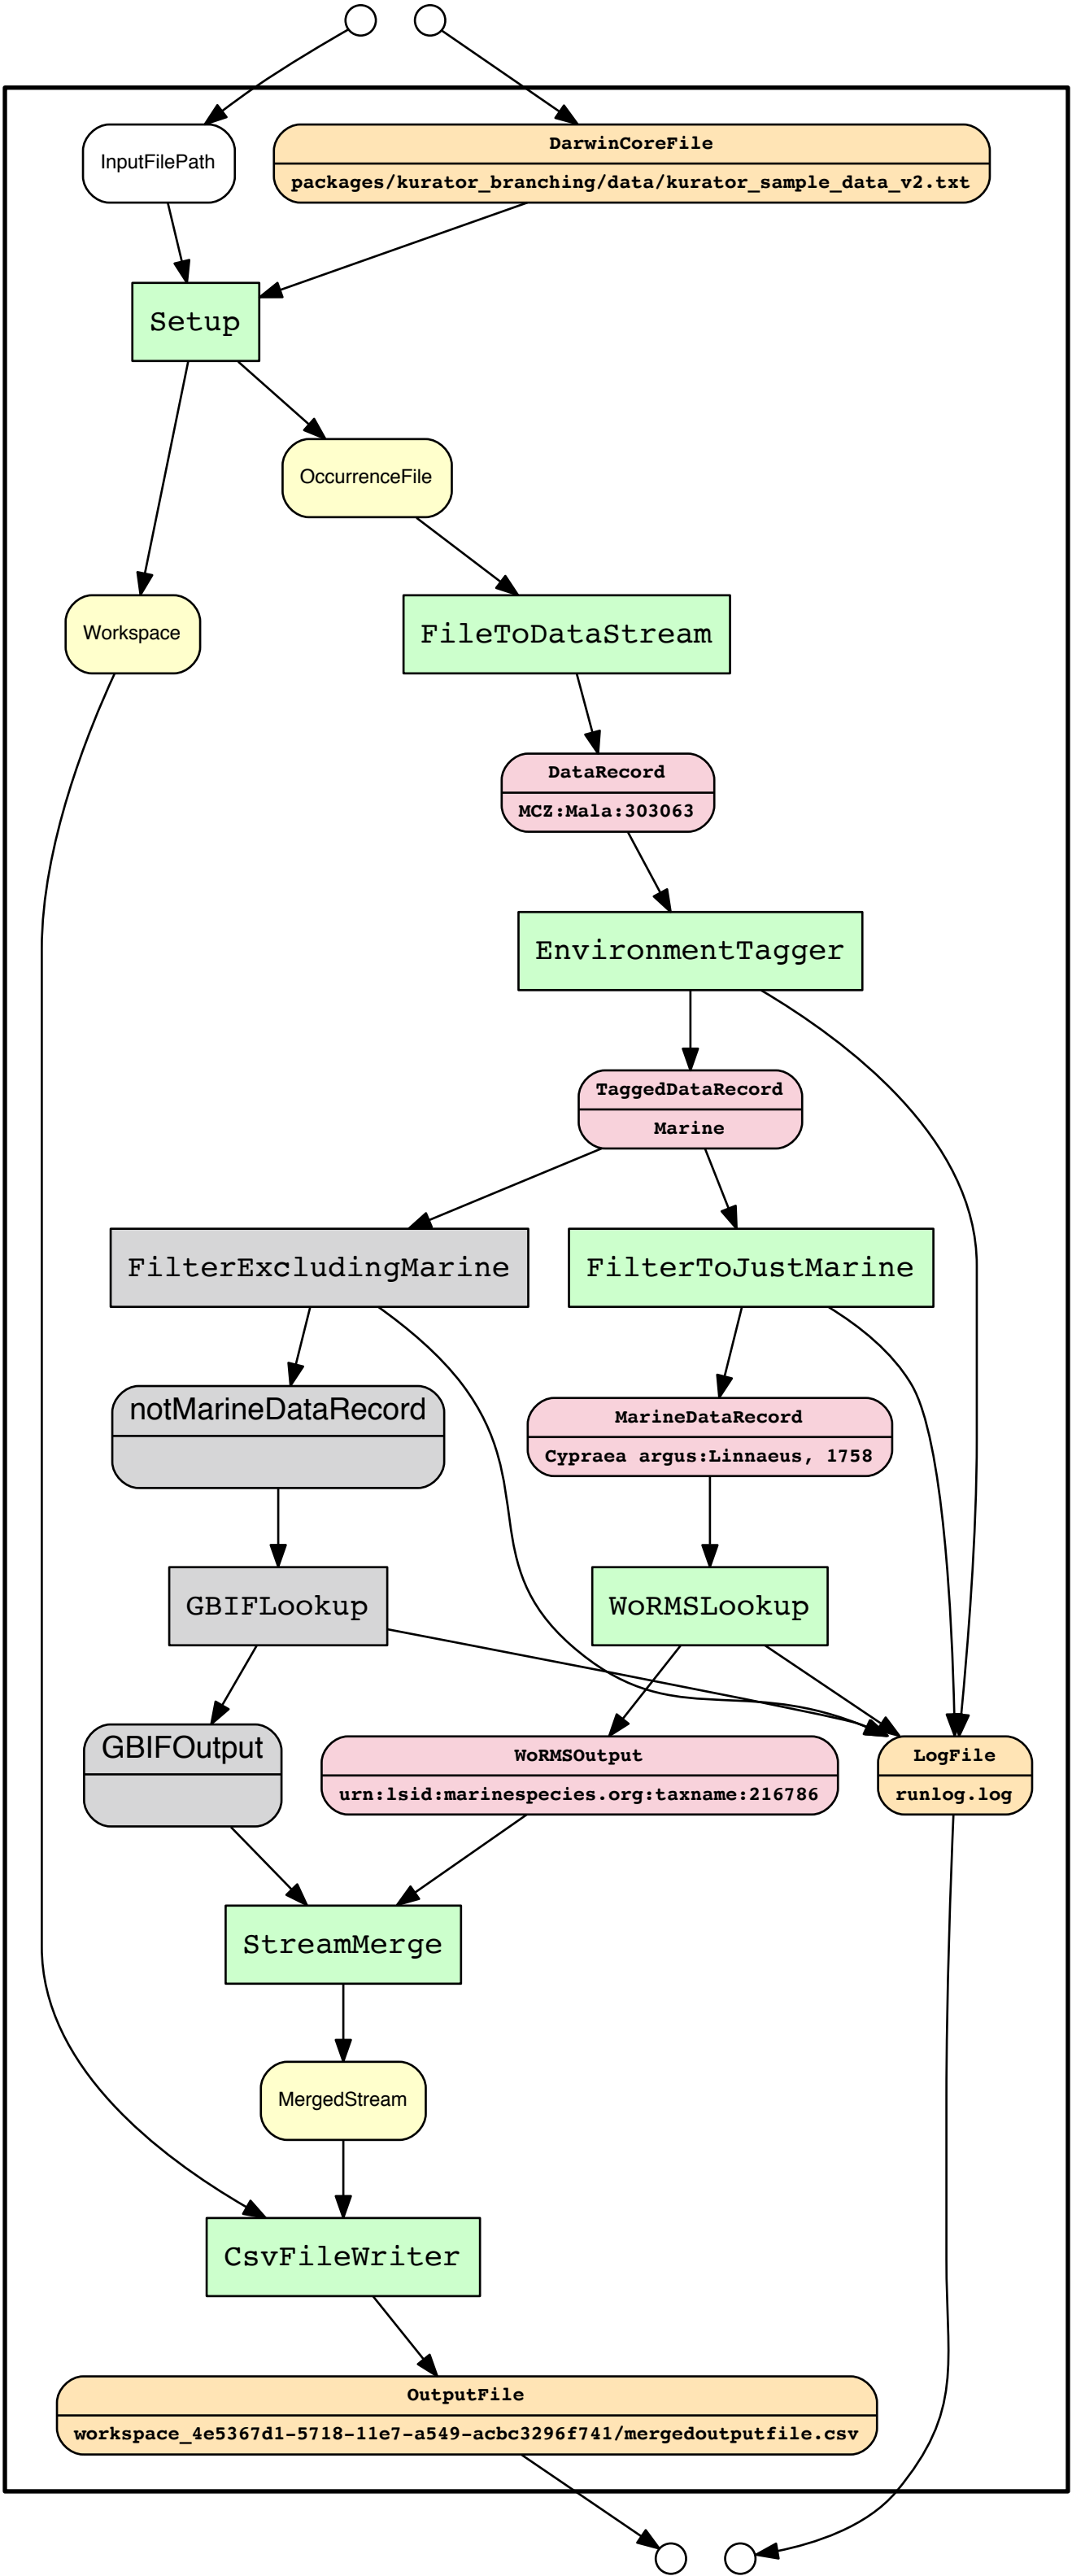 InputFilePath
DarwinCoreFile
packages/kurator_branching/data/kurator_sample_data_v2.txt
Setup
OccurrenceFile
Workspace
FileToDataStream
DataRecord
MCZ:Mala:303063
EnvironmentTagger
TaggedDataRecord
Marine
FilterExcludingMarine
FilterToJustMarine
notMarineDataRecord
MarineDataRecord
Cypraea argus:Linnaeus, 1758
GBIFLookup
WoRMSLookup
GBIFOutput
WoRMSOutput
urn:lsid:marinespecies.org:taxname:216786
LogFile
runlog.log
StreamMerge
MergedStream
CsvFileWriter
OutputFile
workspace_4e5367d1-5718-11e7-a549-acbc3296f741/mergedoutputfile.csv